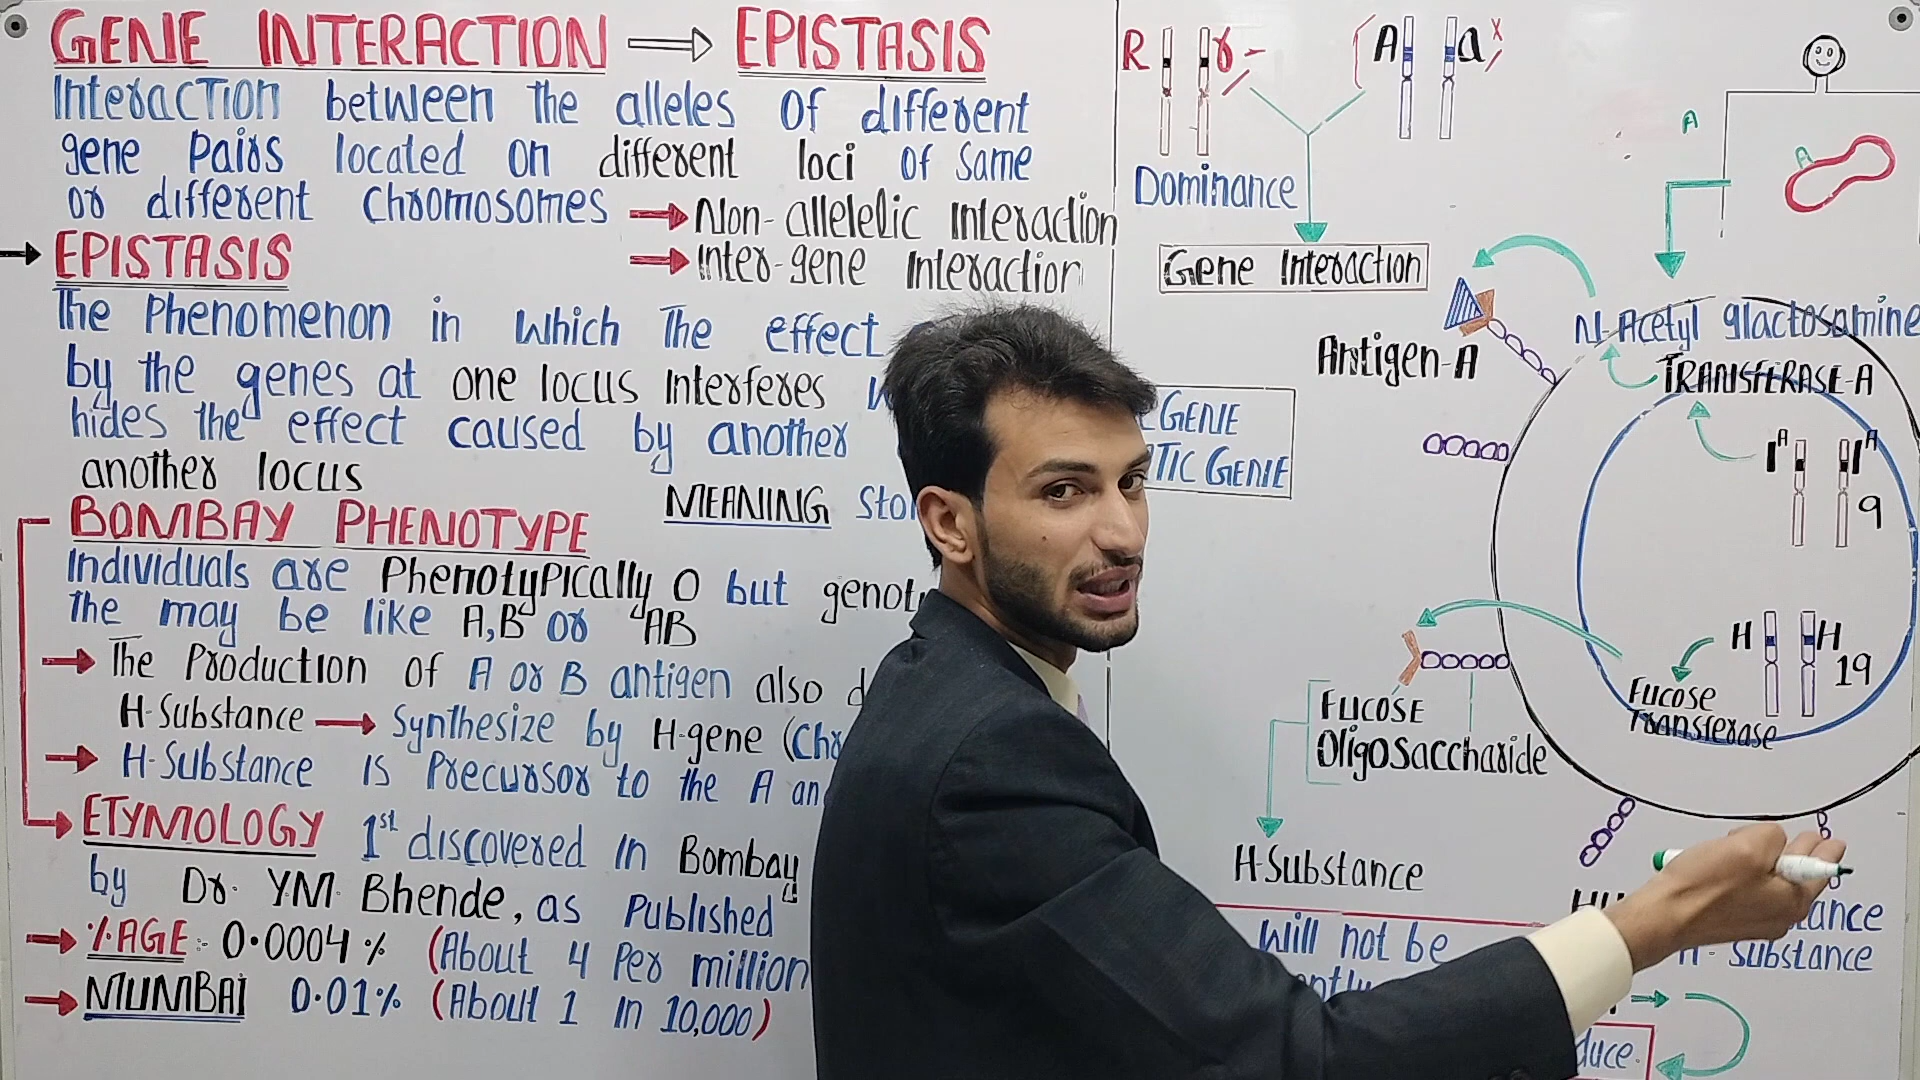 GENE INTERACTION → EPISTASIS
Interaction between the alleles of different
gene pairs located on different loci of same
or different chromosomes → Non-allelelic Interaction
→ Inter-gene Interaction
→ EPISTASIS
The phenomenon in which the effect
by the genes at one locus interferes
hides the effect caused by another
another locus
MEANING
BOMBAY PHENOTYPE
Individuals are phenotypically O but
the may be like A,B or AB
→ The production of A or B antigen also
H-Substance → synthesize by H-gene
→ H-Substance is precursor to the A
→ ETYMOLOGY 1st discovered in Bombay
by Dr. Y.M. Bhende, as published
→ %AGE:- 0.0004% (About 4 per million
→ MUMBAI 0.01% (About 1 in 10,000)
R r
A a
Dominance
Gene Interaction
GENE
TIC GENE
A
A
N-Acetyl glactosamine
TRANSFERASE-A
Antigen-A
IA IA
9
H H
19
Fucose
Transferase
FUCOSE
OligoSaccharide
H-Substance
will not be
H-Substance
duce.